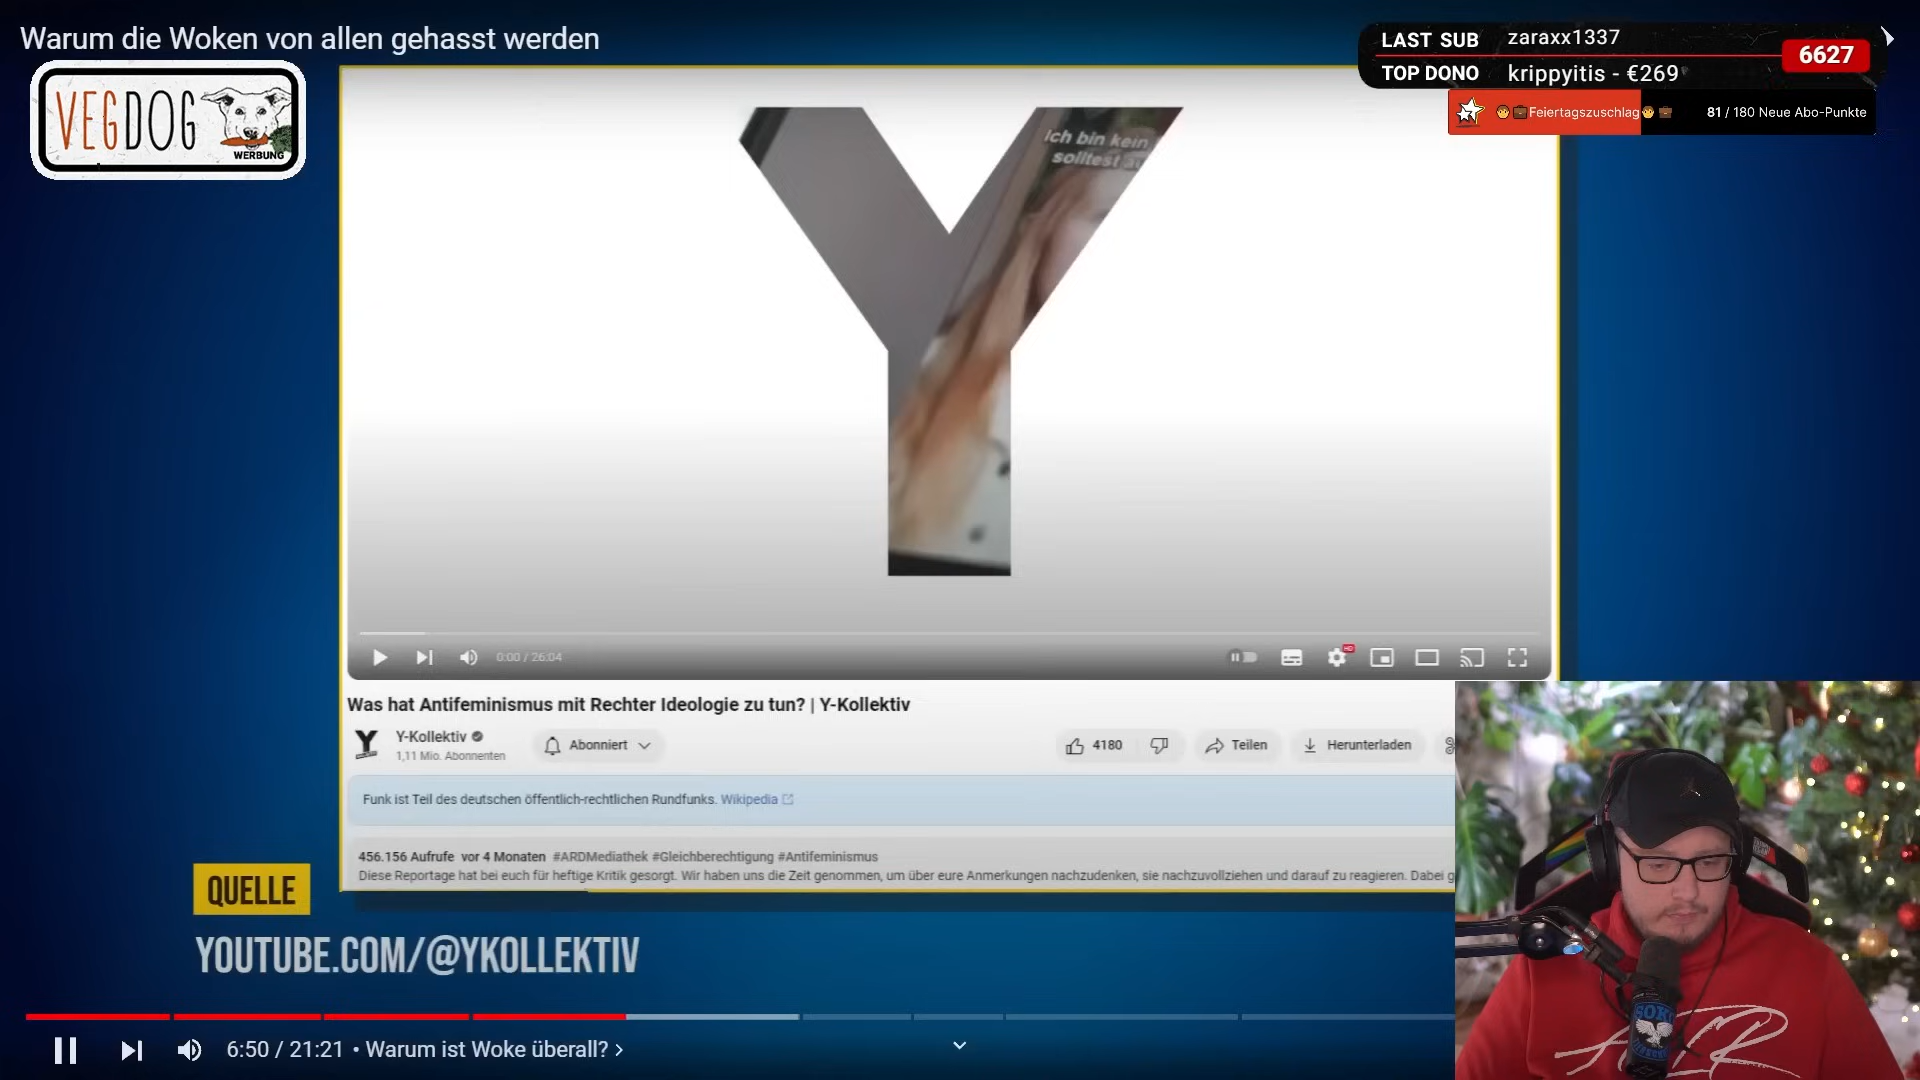 Warum die Woken von allen gehasst werden
LAST SUB zaraxx1337
6627
TOP DONO krippyitis - €269
Feiertagszuschlag
81 / 180 Neue Abo-Punkte
VEGDOG
WERBUNG
Ich bin kein
solltest
0:00 / 26:04
HD
Was hat Antifeminismus mit Rechter Ideologie zu tun? | Y-Kollektiv
Y-Kollektiv
1,11 Mio. Abonnenten
Abonniert
4180
Teilen
Herunterladen
Funk ist Teil des deutschen öffentlich-rechtlichen Rundfunks. Wikipedia
456.156 Aufrufe vor 4 Monaten #ARDMediathek #Gleichberechtigung #Antifeminismus
Diese Reportage hat bei euch für heftige Kritik gesorgt. Wir haben uns die Zeit genommen, um über eure Anmerkungen nachzudenken, sie nachzuvollziehen und darauf zu reagieren. Dabei g
QUELLE
YOUTUBE.COM/@YKOLLEKTIV
6:50 / 21:21 • Warum ist Woke überall?